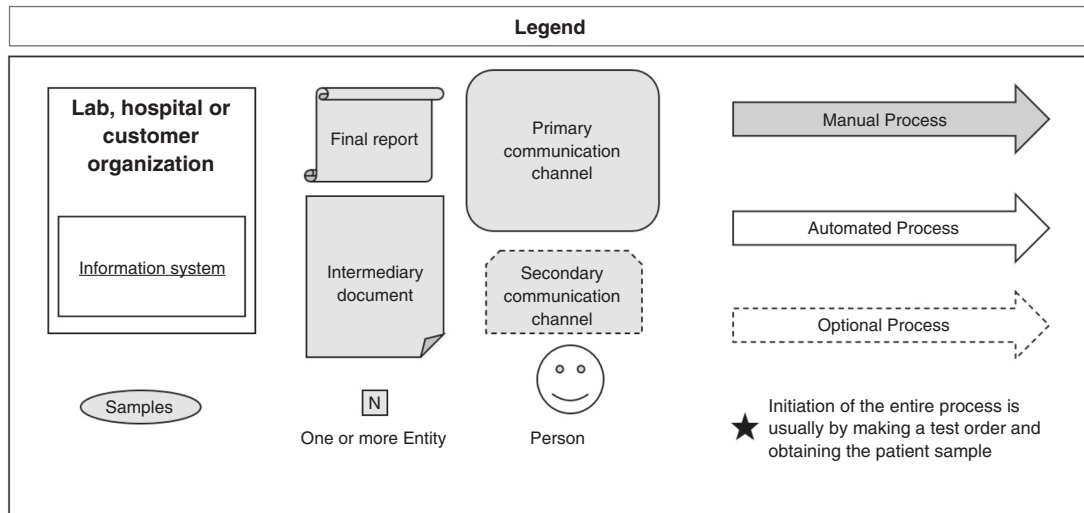 Legend
Lab, hospital or
customer
organization
Information system
Samples
Final report
Intermediary
document
N
One or more Entity
Primary
communication
channel
Secondary
communication
channel
Person
Manual Process
Automated Process
Optional Process
Initiation of the entire process is
usually by making a test order and
obtaining the patient sample